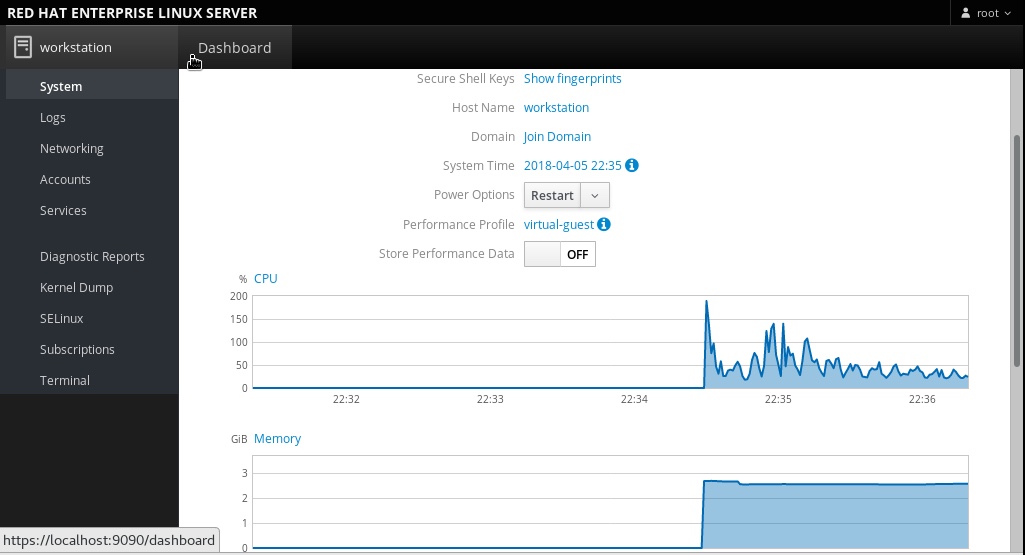 RED HAT ENTERPRISE LINUX SERVER
root
workstation
Dashboard
System
Logs
Networking
Accounts
Services
Diagnostic Reports
Kernel Dump
SELinux
Subscriptions
Terminal
Secure Shell Keys Show fingerprints
Host Name workstation
Domain Join Domain
System Time 2018-04-05 22:35
Power Options Restart
Performance Profile virtual-guest
Store Performance Data OFF
% CPU
200
150
100
50
0
22:32 22:33 22:34 22:35 22:36
GiB Memory
3
2
1
0
https://localhost:9090/dashboard